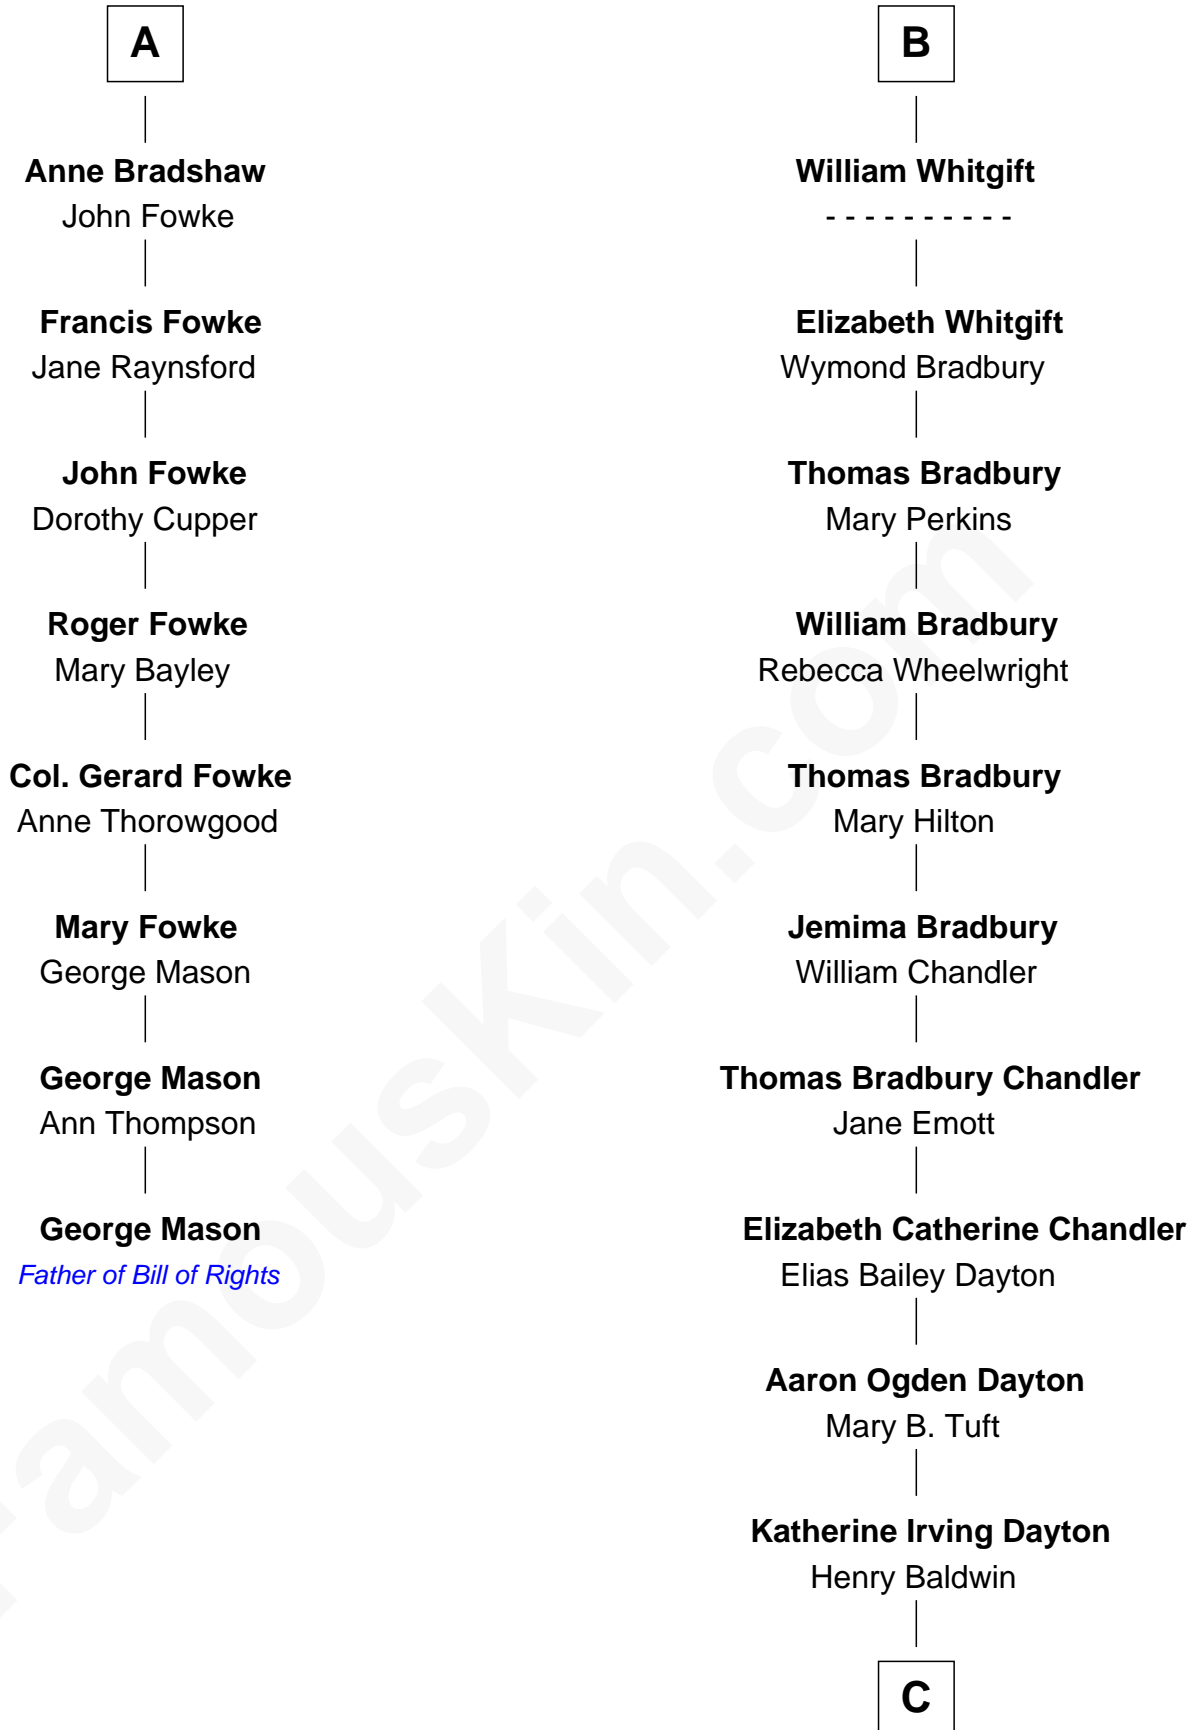 A
Anne Bradshaw
John Fowke
Francis Fowke
Jane Raynsford
John Fowke
Dorothy Cupper
Roger Fowke
Mary Bayley
Col. Gerard Fowke
Anne Thorowgood
Mary Fowke
George Mason
George Mason
Ann Thompson
George Mason
Father of Bill of Rights
B
William Whitgift
- - - - - - - - - -
Elizabeth Whitgift
Wymond Bradbury
Thomas Bradbury
Mary Perkins
William Bradbury
Rebecca Wheelwright
Thomas Bradbury
Mary Hilton
Jemima Bradbury
William Chandler
Thomas Bradbury Chandler
Jane Emott
Elizabeth Catherine Chandler
Elias Bailey Dayton
Aaron Ogden Dayton
Mary B. Tuft
Katherine Irving Dayton
Henry Baldwin
C
FamousKin.com